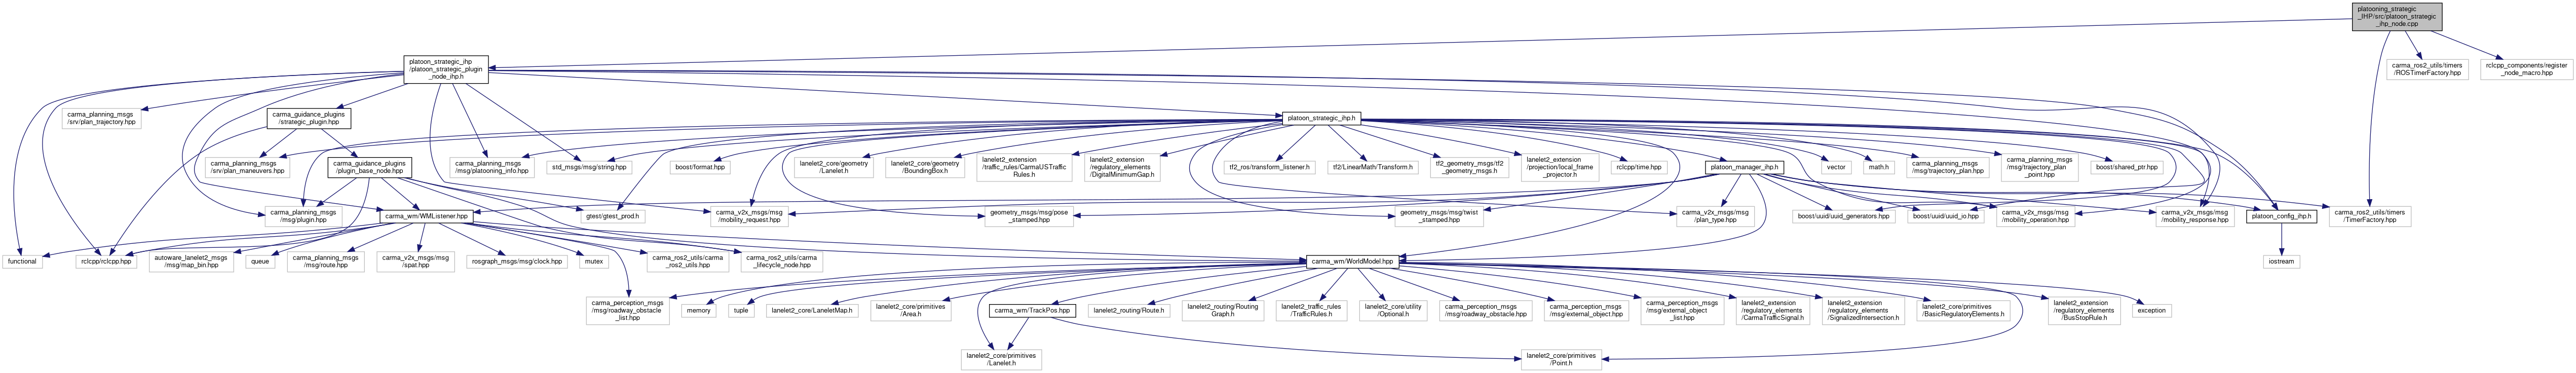 platooning_strategic
_IHP/src/platoon_strategic
_ihp_node.cpp
platoon_strategic_ihp
/platoon_strategic_plugin
_node_ihp.h
carma_ros2_utils/timers
/ROSTimerFactory.hpp
rclcpp_components/register
_node_macro.hpp
carma_planning_msgs
/srv/plan_trajectory.hpp
carma_guidance_plugins
/strategic_plugin.hpp
platoon_strategic_ihp.h
carma_planning_msgs
/srv/plan_maneuvers.hpp
carma_guidance_plugins
/plugin_base_node.hpp
carma_planning_msgs
/msg/platooning_info.hpp
std_msgs/msg/string.hpp
boost/format.hpp
lanelet2_core/geometry
/Lanelet.h
lanelet2_core/geometry
/BoundingBox.h
lanelet2_extension
/traffic_rules/CarmaUSTraffic
Rules.h
lanelet2_extension
/regulatory_elements
/DigitalMinimumGap.h
tf2_ros/transform_listener.h
tf2/LinearMath/Transform.h
tf2_geometry_msgs/tf2
_geometry_msgs.h
lanelet2_extension
/projection/local_frame
_projector.h
rclcpp/time.hpp
platoon_manager_ihp.h
vector
math.h
carma_planning_msgs
/msg/trajectory_plan.hpp
carma_planning_msgs
/msg/trajectory_plan
_point.hpp
boost/shared_ptr.hpp
carma_planning_msgs
/msg/plugin.hpp
carma_wm/WMListener.hpp
gtest/gtest_prod.h
carma_v2x_msgs/msg
/mobility_request.hpp
geometry_msgs/msg/pose
_stamped.hpp
geometry_msgs/msg/twist
_stamped.hpp
carma_v2x_msgs/msg
/plan_type.hpp
boost/uuid/uuid_generators.hpp
boost/uuid/uuid_io.hpp
carma_v2x_msgs/msg
/mobility_operation.hpp
carma_v2x_msgs/msg
/mobility_response.hpp
platoon_config_ihp.h
carma_ros2_utils/timers
/TimerFactory.hpp
functional
rclcpp/rclcpp.hpp
autoware_lanelet2_msgs
/msg/map_bin.hpp
queue
carma_planning_msgs
/msg/route.hpp
carma_v2x_msgs/msg
/spat.hpp
rosgraph_msgs/msg/clock.hpp
mutex
carma_ros2_utils/carma
_ros2_utils.hpp
carma_ros2_utils/carma
_lifecycle_node.hpp
carma_wm/WorldModel.hpp
iostream
carma_perception_msgs
/msg/roadway_obstacle
_list.hpp
memory
tuple
lanelet2_core/LaneletMap.h
lanelet2_core/primitives
/Area.h
carma_wm/TrackPos.hpp
lanelet2_routing/Route.h
lanelet2_routing/Routing
Graph.h
lanelet2_traffic_rules
/TrafficRules.h
lanelet2_core/utility
/Optional.h
carma_perception_msgs
/msg/roadway_obstacle.hpp
carma_perception_msgs
/msg/external_object.hpp
carma_perception_msgs
/msg/external_object
_list.hpp
lanelet2_extension
/regulatory_elements
/CarmaTrafficSignal.h
lanelet2_extension
/regulatory_elements
/SignalizedIntersection.h
lanelet2_core/primitives
/BasicRegulatoryElements.h
lanelet2_extension
/regulatory_elements
/BusStopRule.h
exception
lanelet2_core/primitives
/Lanelet.h
lanelet2_core/primitives
/Point.h